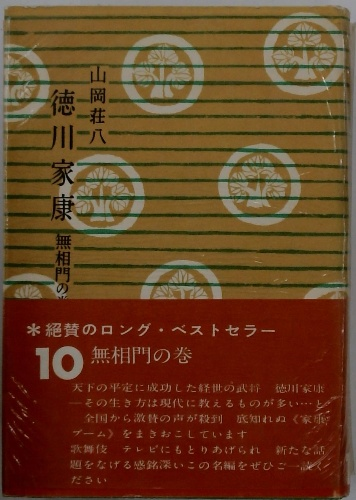 山岡荘八
徳川家康
無相門の巻
＊絶賛のロング・ベストセラー
10 無相門の巻
天下の平定に成功した経世の武将 徳川家康
—その生き方は現代に教えるものが多い…と
全国から激賛の声が殺到 底知れぬ《家康
ブーム》をまきおこしています
歌舞伎 テレビにもとりあげられ 新たな話
題をなげる感銘深いこの名編をぜひご一読く
ださい